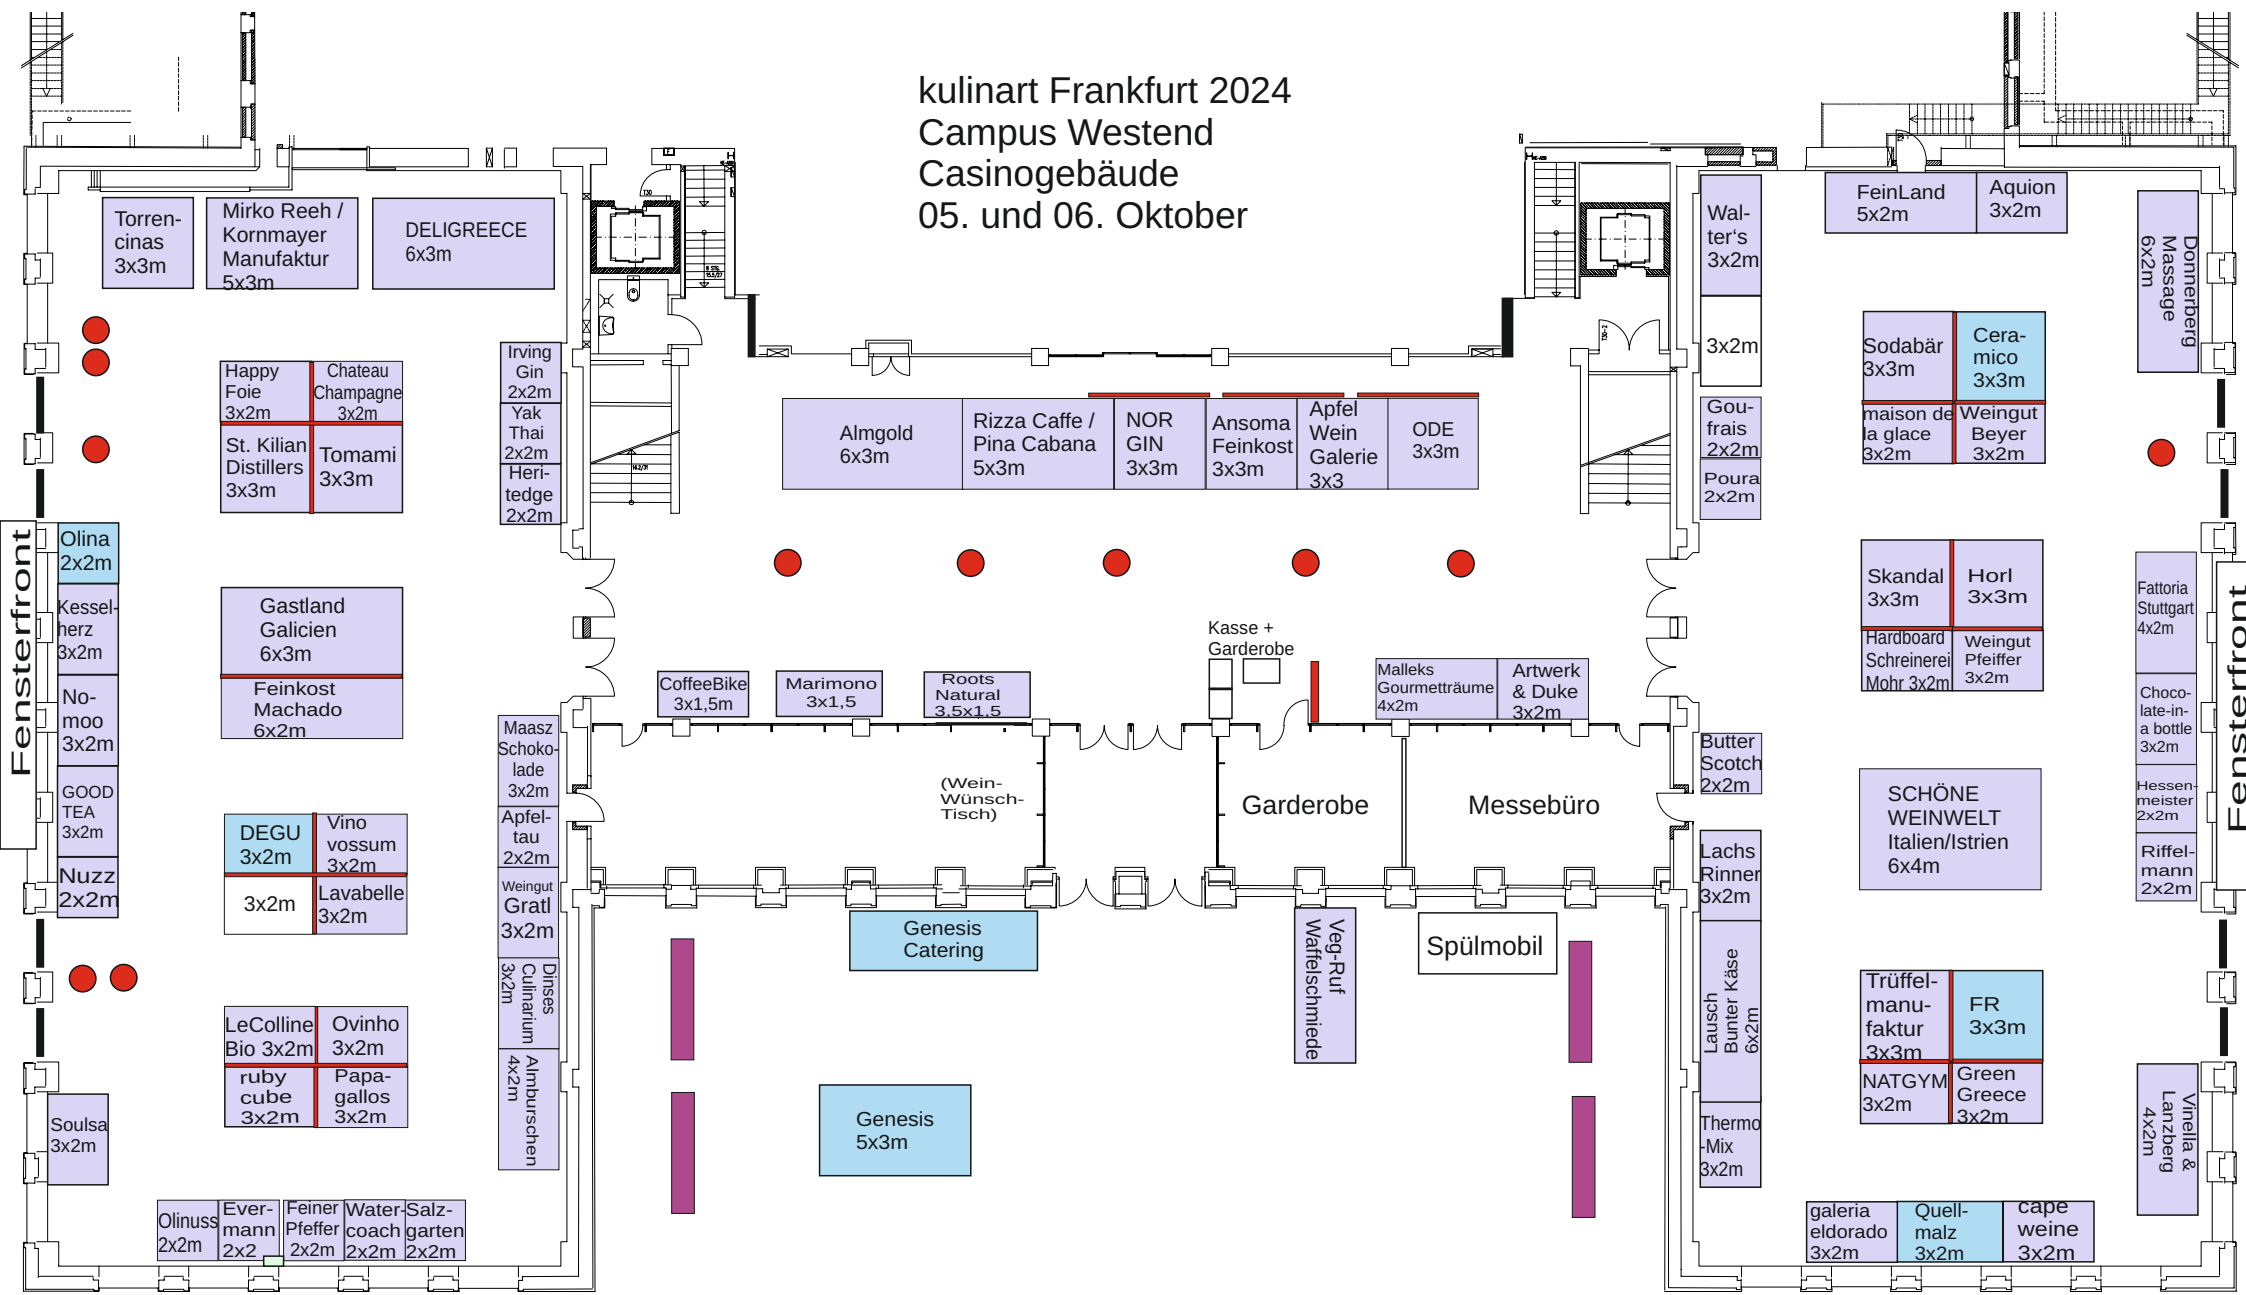 kulinart Frankfurt 2024
Campus Westend
Casinogebäude
05. und 06. Oktober
Torren-
cinas
3x3m
Mirko Reeh /
Kornmayer
Manufaktur
5x3m
DELIGREECE
6x3m
Happy
Foie
3x2m
Chateau
Champagne
3x2m
St. Kilian
Distillers
3x3m
Tomami
3x3m
Irving
Gin
2x2m
Yak
Thai
2x2m
Heri-
tedge
2x2m
Fensterfront
Olina
2x2m
Kessel-
herz
3x2m
No-
moo
3x2m
GOOD
TEA
3x2m
Nuzz
2x2m
Gastland
Galicien
6x3m
Feinkost
Machado
6x2m
DEGU
3x2m
Vino
vossum
3x2m
3x2m
Lavabelle
3x2m
LeColline
Bio 3x2m
Ovinho
3x2m
ruby
cube
3x2m
Papa-
gallos
3x2m
Soulsa
3x2m
Olinuss
2x2m
Ever-
mann
2x2
Feiner
Pfeffer
2x2m
Water-
coach
2x2m
Salz-
garten
2x2m
Maasz
Schoko-
lade
3x2m
Apfel-
tau
2x2m
Weingut
Gratl
3x2m
Dinses
Culinarium
3x2m
Almburschen
4x2m
Almgold
6x3m
Rizza Caffe /
Pina Cabana
5x3m
NOR
GIN
3x3m
Ansoma
Feinkost
3x3m
Apfel
Wein
Galerie
3x3
ODE
3x3m
CoffeeBike
3x1,5m
Marimono
3x1,5
Roots
Natural
3,5x1,5
Kasse +
Garderobe
Malleks
Gourmetträume
4x2m
Artwerk
& Duke
3x2m
(Wein-
Wünsch-
Tisch)
Garderobe
Messebüro
Genesis
Catering
Veg-Ruf
Waffelschmiede
Spülmobil
Genesis
5x3m
Wal-
ter's
3x2m
3x2m
Gou-
frais
2x2m
Poura
2x2m
Butter
Scotch
2x2m
Lachs
Rinner
3x2m
Lausch
Bunter Käse
6x2m
Thermo
-Mix
3x2m
FeinLand
5x2m
Aquion
3x2m
Donnerberg
Massage
6x2m
Sodabär
3x3m
Cera-
mico
3x3m
maison de
la glace
3x2m
Weingut
Beyer
3x2m
Skandal
3x3m
Horl
3x3m
Hardboard
Schreinerei
Mohr 3x2m
Weingut
Pfeiffer
3x2m
SCHÖNE
WEINWELT
Italien/Istrien
6x4m
Trüffel-
manu-
faktur
3x3m
FR
3x3m
NATGYM
3x2m
Green
Greece
3x2m
Fattoria
Stuttgart
4x2m
Choco-
late-in-
a bottle
3x2m
Hessen-
meister
2x2m
Riffel-
mann
2x2m
Fensterfront
Vinella &
Lanzberg
4x2m
galeria
eldorado
3x2m
Quell-
malz
3x2m
cape
weine
3x2m
T30
T30-2